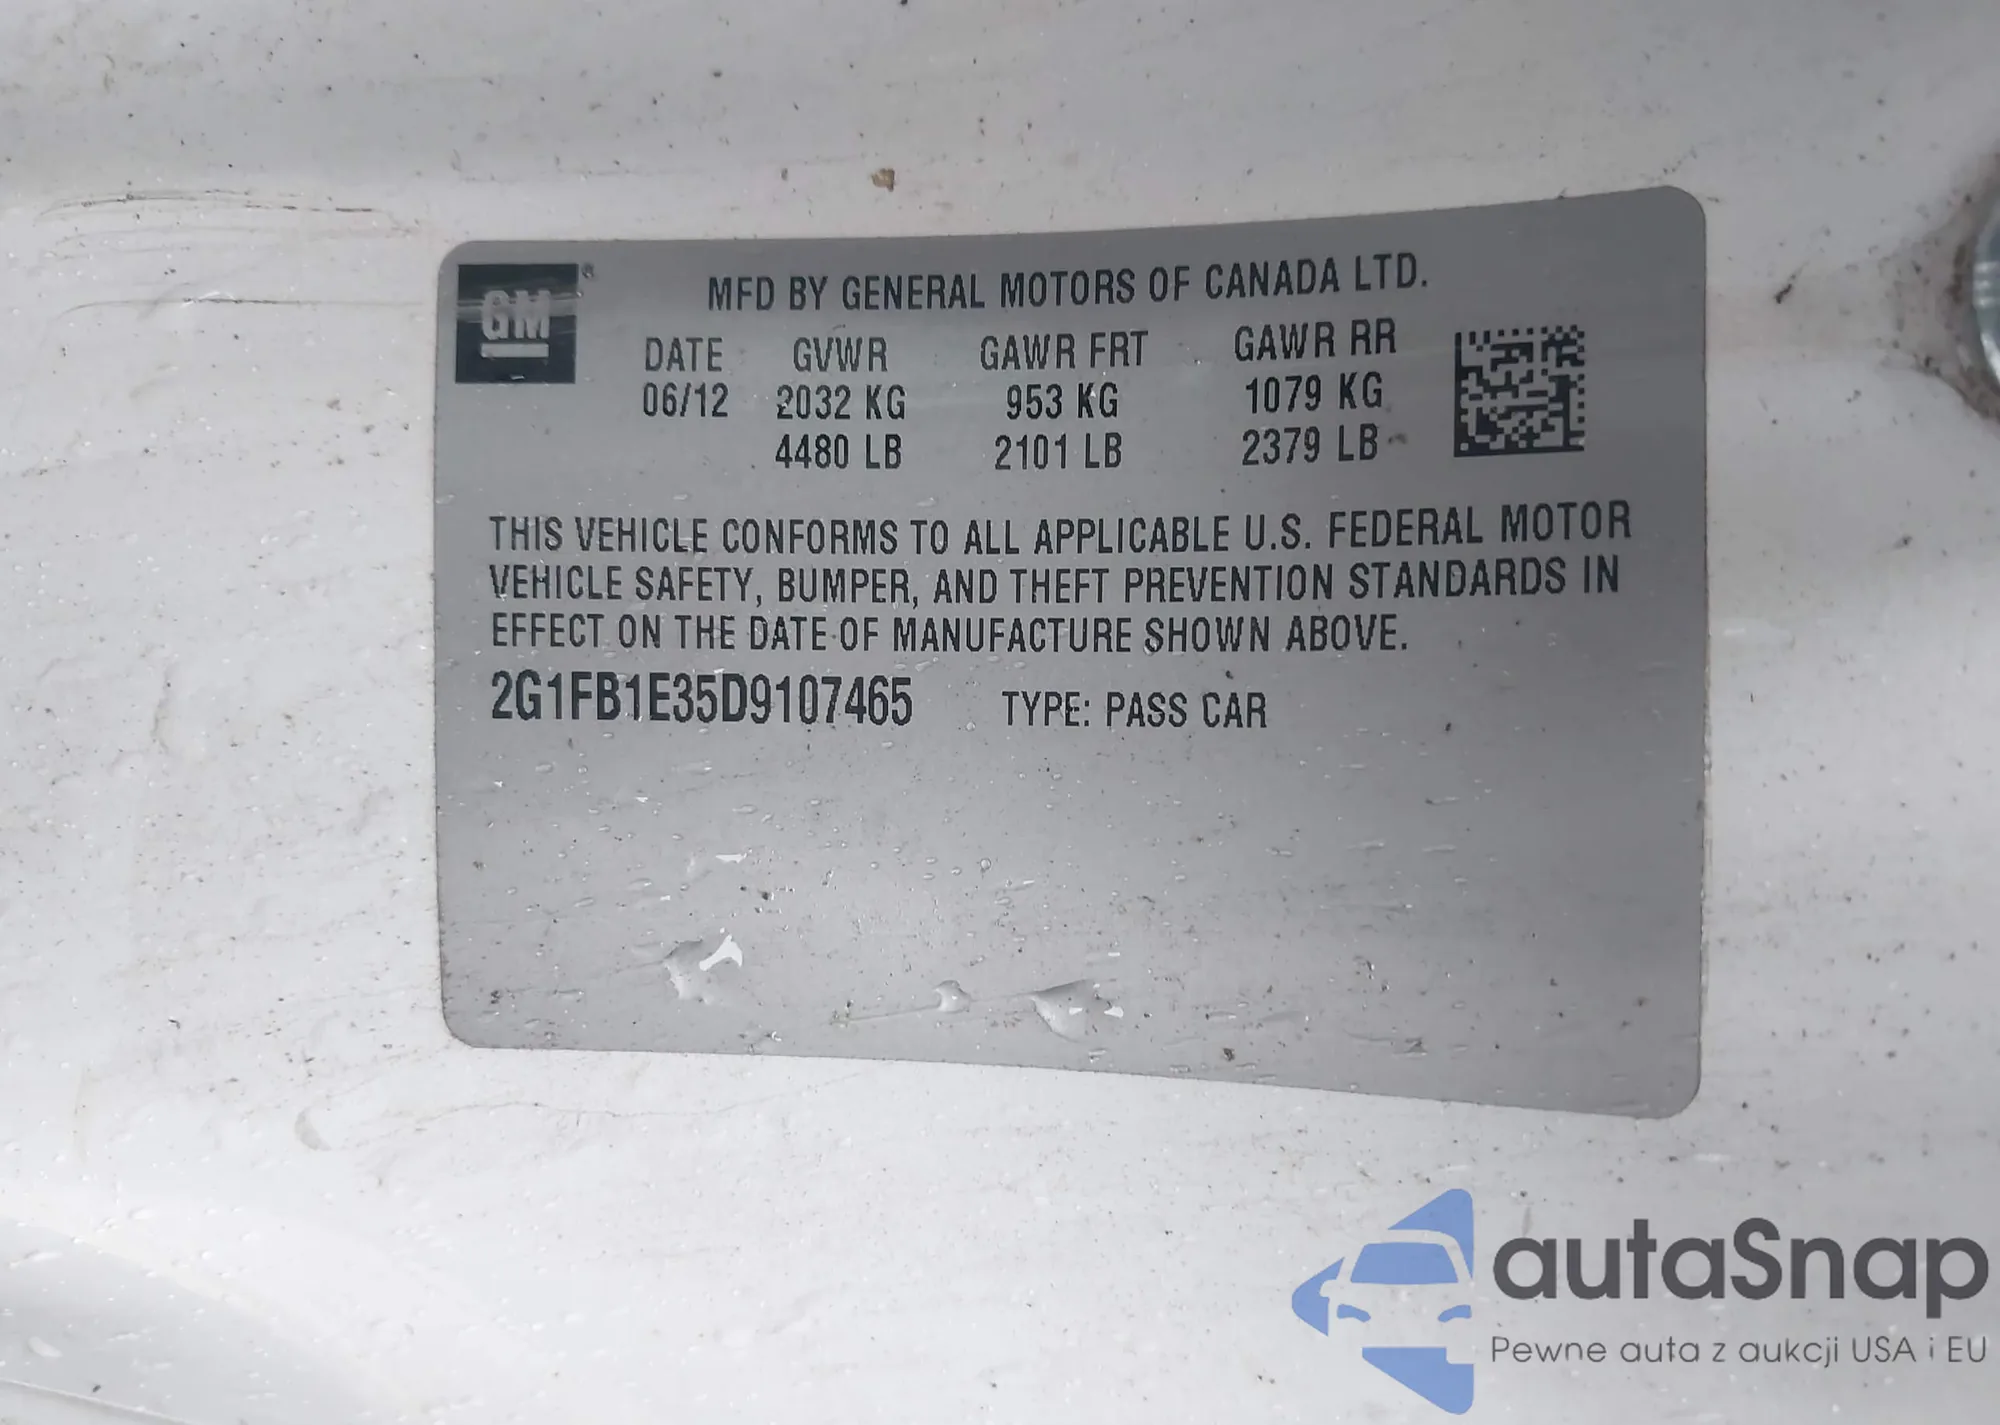 GM®
MFD BY GENERAL MOTORS OF CANADA LTD.
DATE GVWR GAWR FRT GAWR RR
06/12 2032 KG 953 KG 1079 KG
4480 LB 2101 LB 2379 LB
THIS VEHICLE CONFORMS TO ALL APPLICABLE U.S. FEDERAL MOTOR
VEHICLE SAFETY, BUMPER, AND THEFT PREVENTION STANDARDS IN
EFFECT ON THE DATE OF MANUFACTURE SHOWN ABOVE.
2G1FB1E35D9107465 TYPE: PASS CAR
autaSnap
Pewne auta z aukcji USA i EU